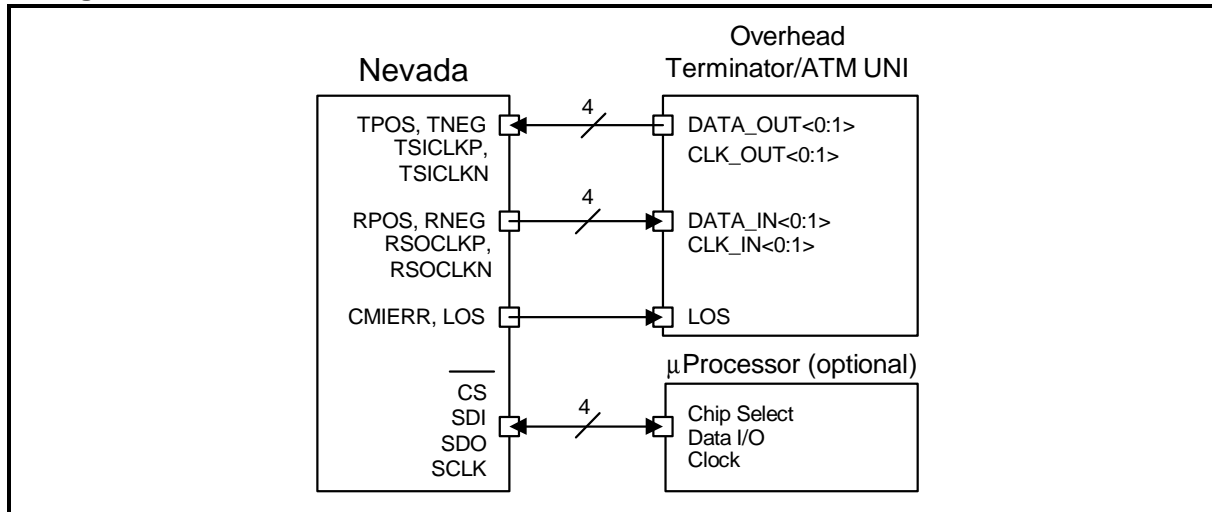 Nevada
Overhead
Terminator/ATM UNI
TPOS, TNEG
TSICLKP,
TSICLKN
4
DATA_OUT<0:1>
CLK_OUT<0:1>
RPOS, RNEG
RSOCLKP,
RSOCLKN
4
DATA_IN<0:1>
CLK_IN<0:1>
CMIERR, LOS
LOS
μProcessor (optional)
CS
SDI
SDO
SCLK
4
Chip Select
Data I/O
Clock